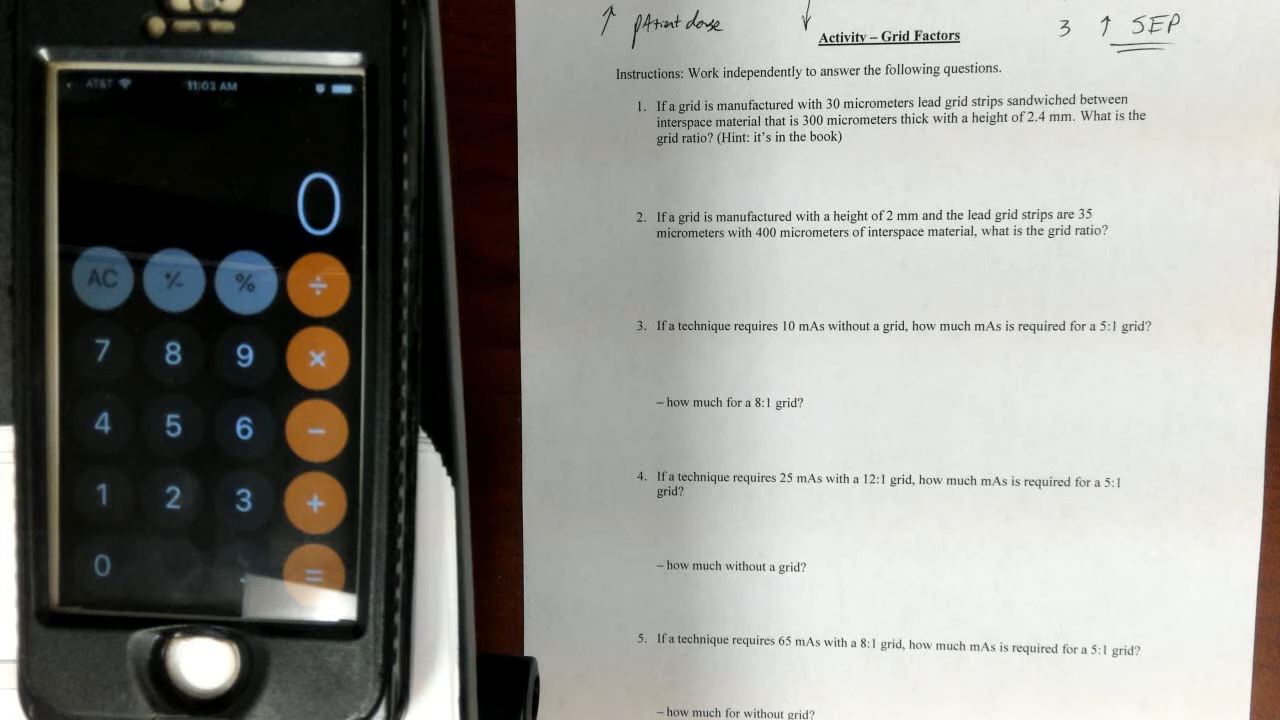 AT&T 11:03 AM
0
AC +/- % ÷
7 8 9 ×
4 5 6 −
1 2 3 +
0 . =
↑ patient dose ↓ 3 ↑ SEP
Activity – Grid Factors
Instructions: Work independently to answer the following questions.
1. If a grid is manufactured with 30 micrometers lead grid strips sandwiched between
interspace material that is 300 micrometers thick with a height of 2.4 mm. What is the
grid ratio? (Hint: it's in the book)
2. If a grid is manufactured with a height of 2 mm and the lead grid strips are 35
micrometers with 400 micrometers of interspace material, what is the grid ratio?
3. If a technique requires 10 mAs without a grid, how much mAs is required for a 5:1 grid?
– how much for a 8:1 grid?
4. If a technique requires 25 mAs with a 12:1 grid, how much mAs is required for a 5:1
grid?
– how much without a grid?
5. If a technique requires 65 mAs with a 8:1 grid, how much mAs is required for a 5:1 grid?
– how much for without grid?